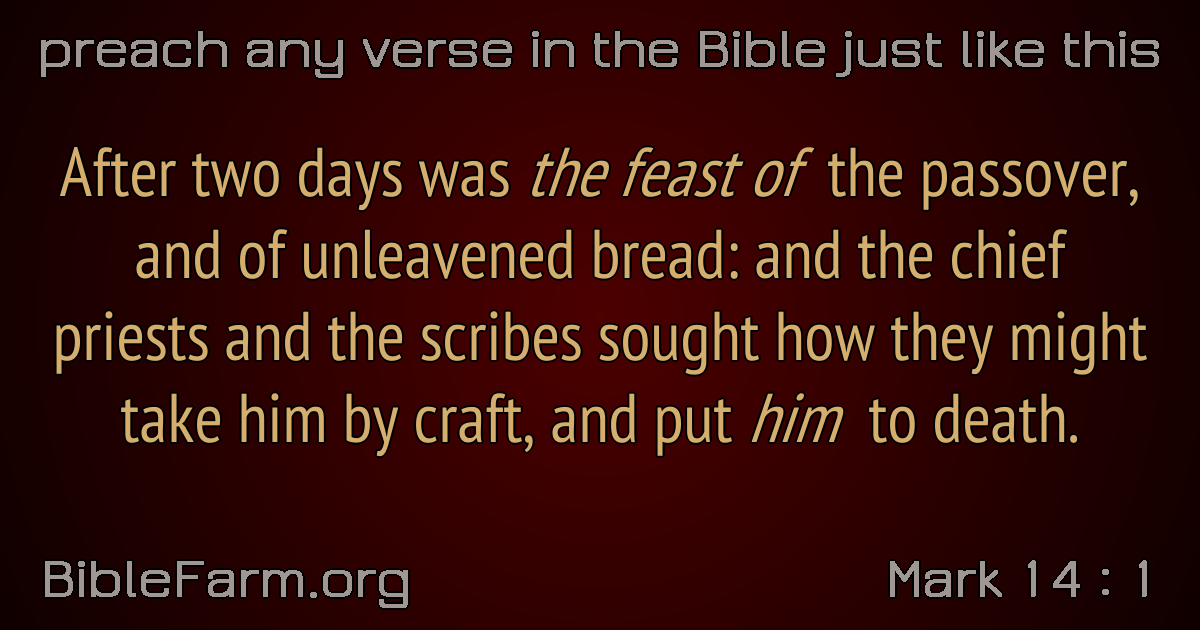 preach any verse in the Bible just like this
After two days was the feast of the passover,
and of unleavened bread: and the chief
priests and the scribes sought how they might
take him by craft, and put him to death.
BibleFarm.org
Mark 14 : 1